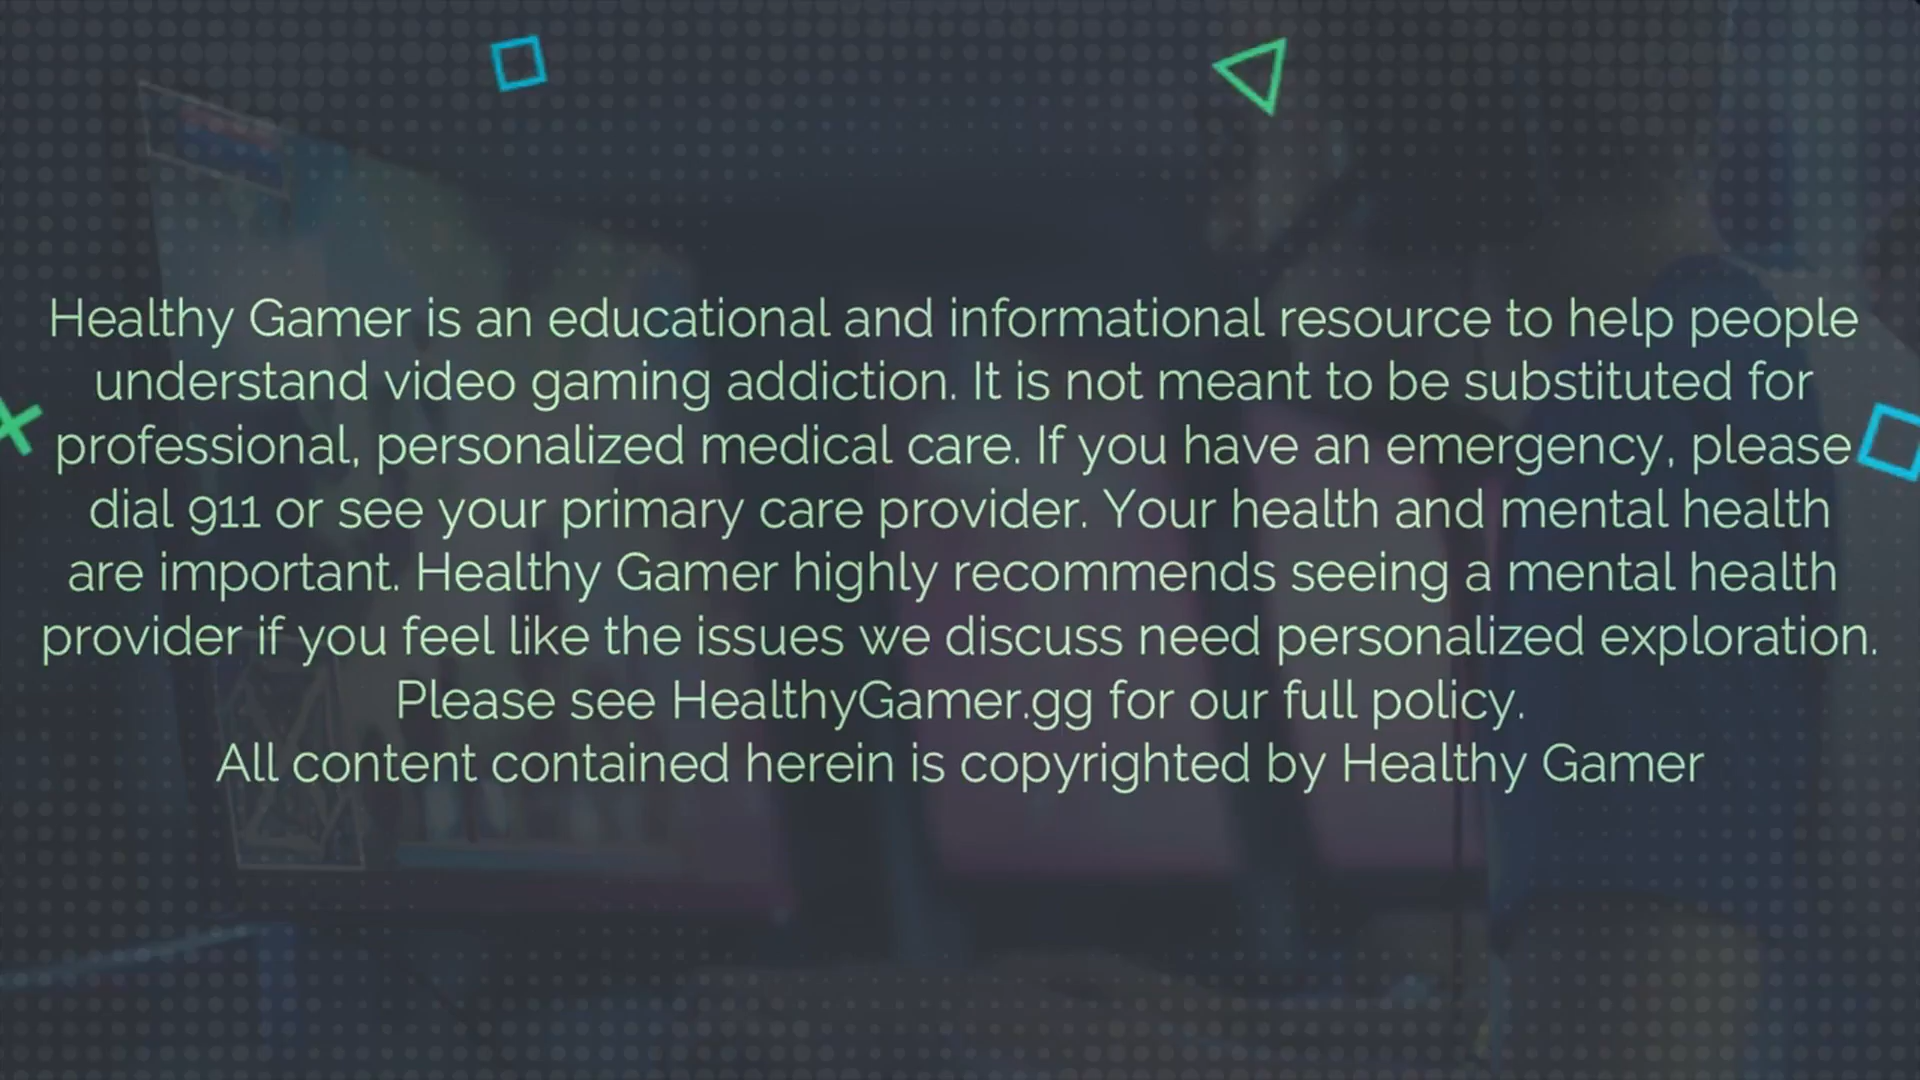 Healthy Gamer is an educational and informational resource to help people
understand video gaming addiction. It is not meant to be substituted for
professional, personalized medical care. If you have an emergency, please
dial 911 or see your primary care provider. Your health and mental health
are important. Healthy Gamer highly recommends seeing a mental health
provider if you feel like the issues we discuss need personalized exploration.
Please see HealthyGamer.gg for our full policy.
All content contained herein is copyrighted by Healthy Gamer